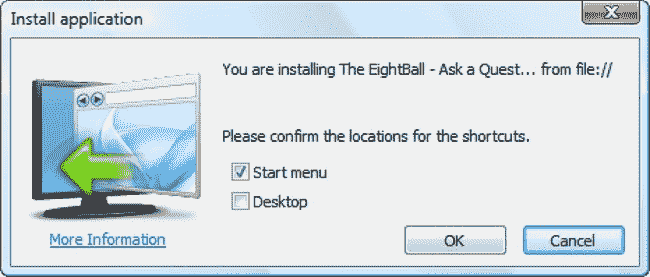 Install application
You are installing The EightBall - Ask a Quest... from file://
Please confirm the locations for the shortcuts.
Start menu
Desktop
More Information
OK
Cancel